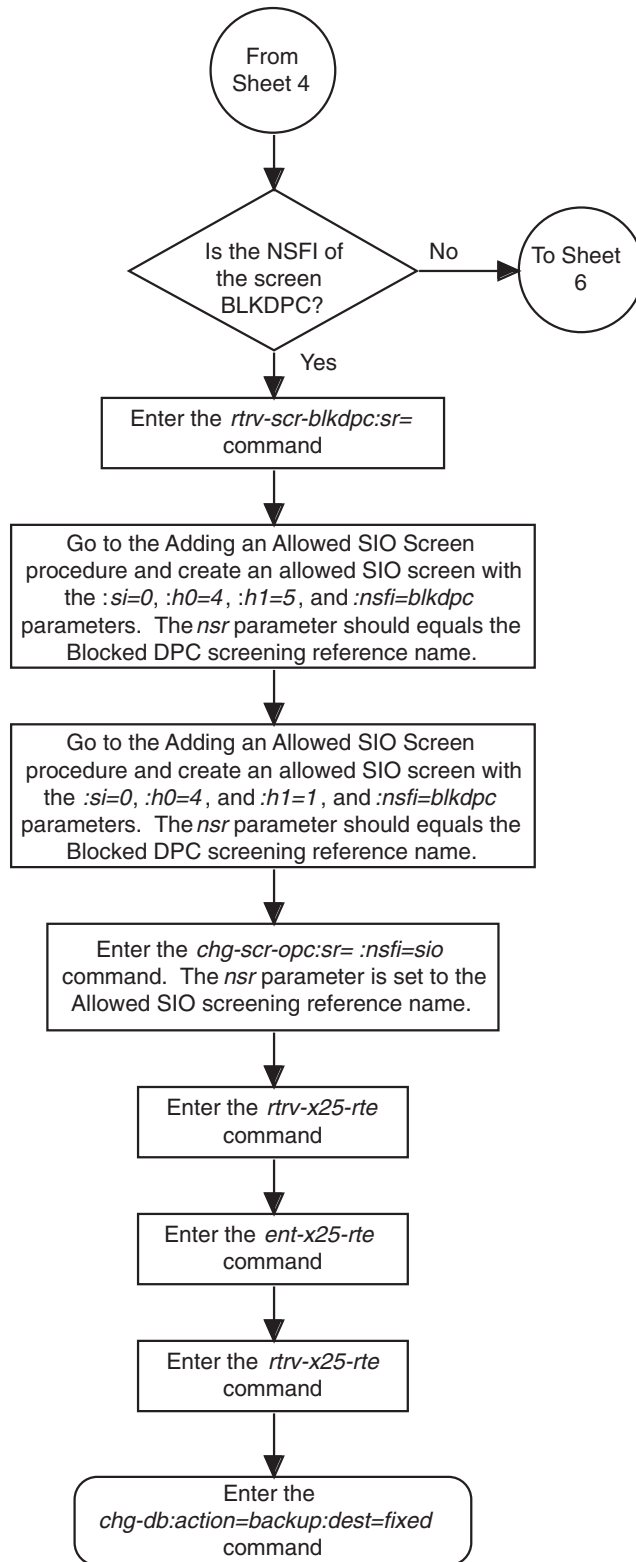 From
Sheet 4
Is the NSFI of
the screen
BLKDPC?
No
To Sheet
6
Yes
Enter the rtrv-scr-blkdpc:sr=
command
Go to the Adding an Allowed SIO Screen
procedure and create an allowed SIO screen with
the :si=0, :h0=4, :h1=5, and :nsfi=blkdpc
parameters. The nsr parameter should equals the
Blocked DPC screening reference name.
Go to the Adding an Allowed SIO Screen
procedure and create an allowed SIO screen with
the :si=0, :h0=4, and :h1=1, and :nsfi=blkdpc
parameters. The nsr parameter should equals the
Blocked DPC screening reference name.
Enter the chg-scr-opc:sr= :nsfi=sio
command. The nsr parameter is set to the
Allowed SIO screening reference name.
Enter the rtrv-x25-rte
command
Enter the ent-x25-rte
command
Enter the rtrv-x25-rte
command
Enter the
chg-db:action=backup:dest=fixed
command